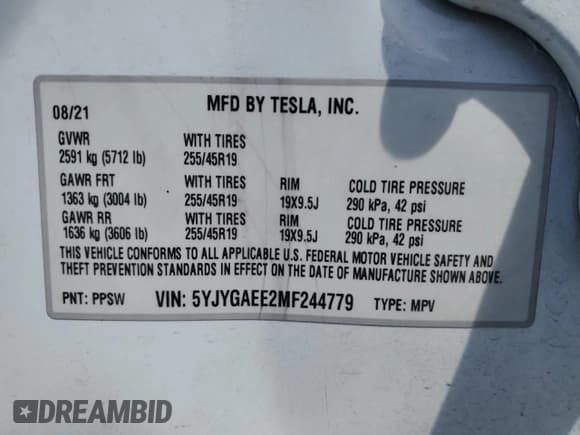 08/21 MFD BY TESLA, INC.
GVWR WITH TIRES
2591 kg (5712 lb) 255/45R19
GAWR FRT WITH TIRES RIM COLD TIRE PRESSURE
1363 kg (3004 lb) 255/45R19 19X9.5J 290 kPa, 42 psi
GAWR RR WITH TIRES RIM COLD TIRE PRESSURE
1636 kg (3606 lb) 255/45R19 19X9.5J 290 kPa, 42 psi
THIS VEHICLE CONFORMS TO ALL APPLICABLE U.S. FEDERAL MOTOR VEHICLE SAFETY AND
THEFT PREVENTION STANDARDS IN EFFECT ON THE DATE OF MANUFACTURE SHOWN ABOVE.
PNT: PPSW VIN: 5YJYGAEE2MF244779 TYPE: MPV
DREAMBID